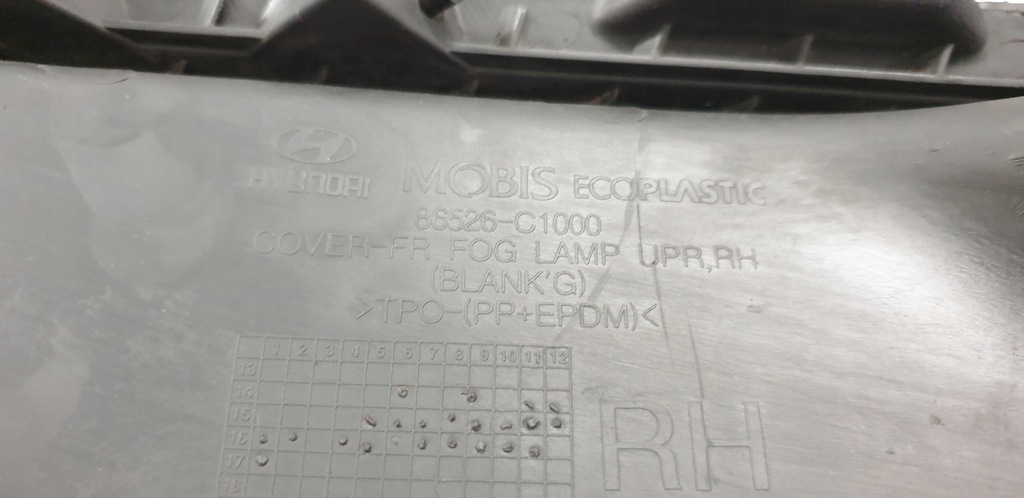 HYUNDAI MOBIS ECOPLASTIC
86526-C1000
COVER-FR FOG LAMP UPR,RH
(BLANK'G)
>TPO-(PP+EPDM)<
1 2 3 4 5 6 7 8 9 10 11 12
13
14
15
16
17
18
RH